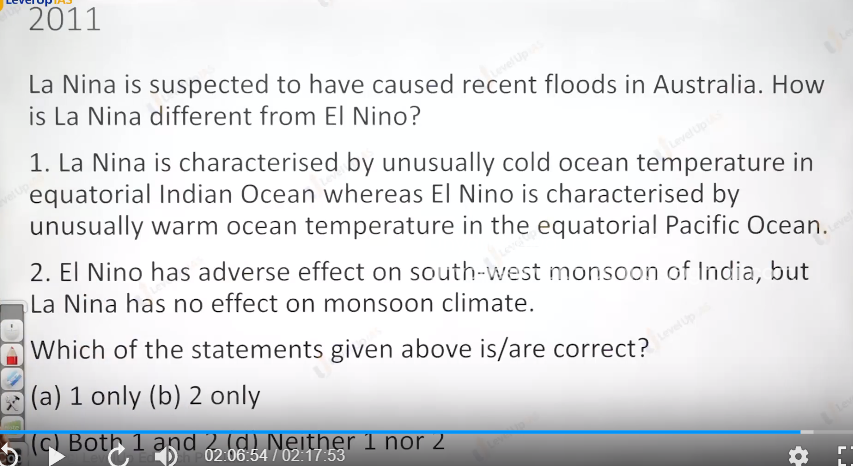 LevelUp IAS
2011
La Nina is suspected to have caused recent floods in Australia. How
is La Nina different from El Nino?
1. La Nina is characterised by unusually cold ocean temperature in
equatorial Indian Ocean whereas El Nino is characterised by
unusually warm ocean temperature in the equatorial Pacific Ocean.
2. El Nino has adverse effect on south-west monsoon of India, but
La Nina has no effect on monsoon climate.
Which of the statements given above is/are correct?
(a) 1 only (b) 2 only
(c) Both 1 and 2 (d) Neither 1 nor 2
02:06:54 / 02:17:53